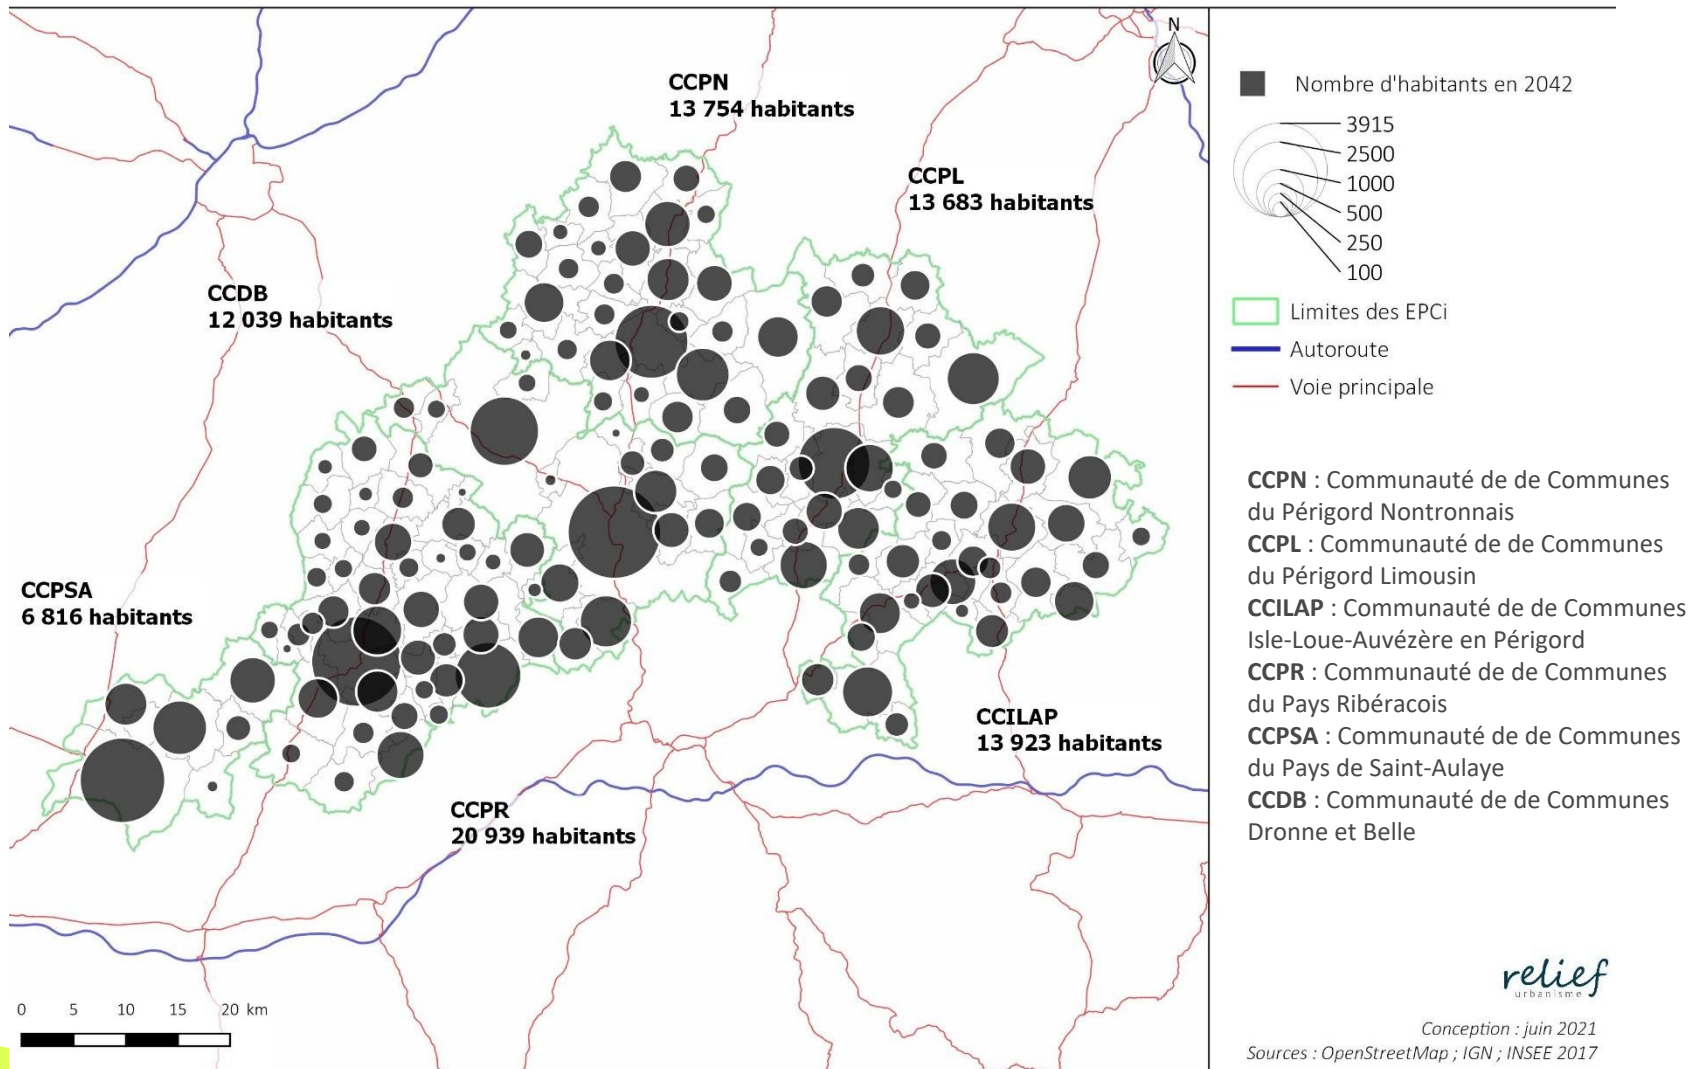 CCPN
13 754 habitants
CCPL
13 683 habitants
CCDB
12 039 habitants
CCPSA
6 816 habitants
CCILAP
13 923 habitants
CCPR
20 939 habitants
0 5 10 15 20 km
N
Nombre d'habitants en 2042
3915
2500
1000
500
250
100
Limites des EPCi
Autoroute
Voie principale
CCPN : Communauté de de Communes
du Périgord Nontronnais
CCPL : Communauté de de Communes
du Périgord Limousin
CCILAP : Communauté de de Communes
Isle-Loue-Auvézère en Périgord
CCPR : Communauté de de Communes
du Pays Ribéracois
CCPSA : Communauté de de Communes
du Pays de Saint-Aulaye
CCDB : Communauté de de Communes
Dronne et Belle
relief
urbanisme
Conception : juin 2021
Sources : OpenStreetMap ; IGN ; INSEE 2017